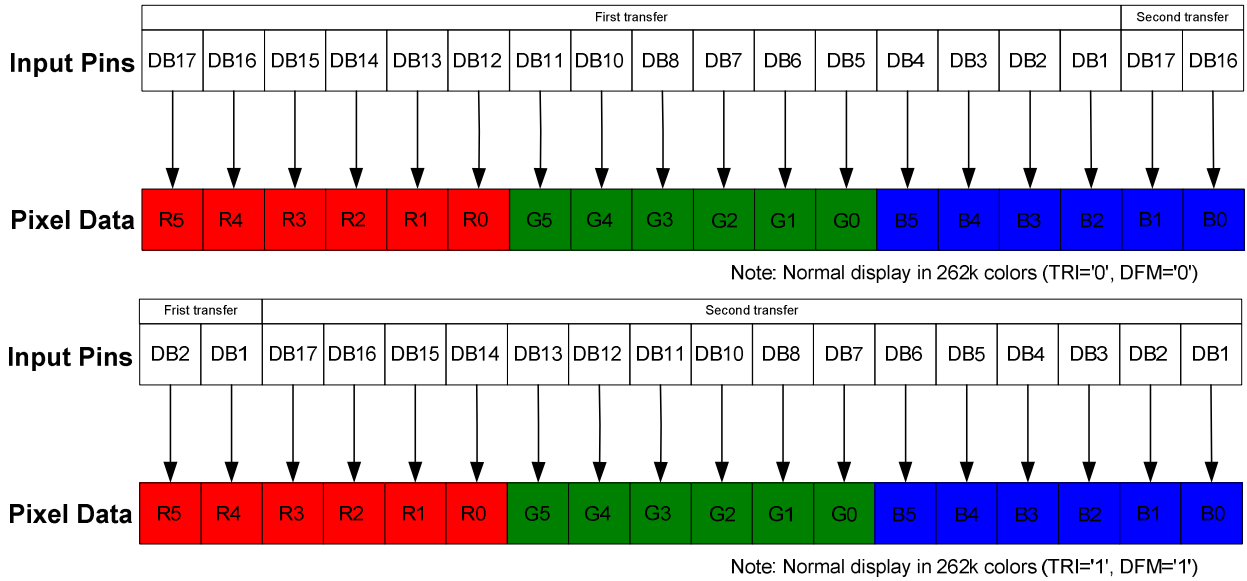 First transfer Second transfer
Input Pins DB17 DB16 DB15 DB14 DB13 DB12 DB11 DB10 DB8 DB7 DB6 DB5 DB4 DB3 DB2 DB1 DB17 DB16
Pixel Data R5 R4 R3 R2 R1 R0 G5 G4 G3 G2 G1 G0 B5 B4 B3 B2 B1 B0
Note: Normal display in 262k colors (TRI='0', DFM='0')
Frist transfer Second transfer
Input Pins DB2 DB1 DB17 DB16 DB15 DB14 DB13 DB12 DB11 DB10 DB8 DB7 DB6 DB5 DB4 DB3 DB2 DB1
Pixel Data R5 R4 R3 R2 R1 R0 G5 G4 G3 G2 G1 G0 B5 B4 B3 B2 B1 B0
Note: Normal display in 262k colors (TRI='1', DFM='1')